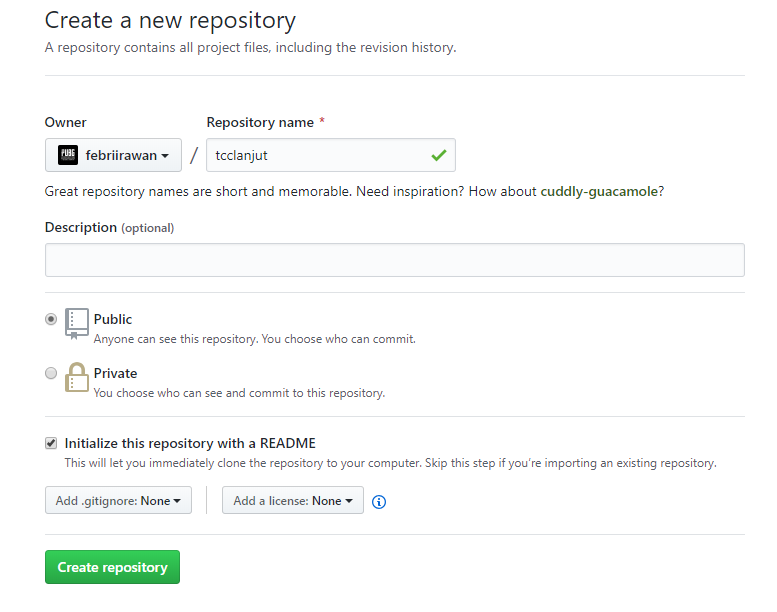 Create a new repository
A repository contains all project files, including the revision history.
Owner
Repository name *
PUBG febriirawan / tcclanjut
Great repository names are short and memorable. Need inspiration? How about cuddly-guacamole?
Description (optional)
Public
Anyone can see this repository. You choose who can commit.
Private
You choose who can see and commit to this repository.
Initialize this repository with a README
This will let you immediately clone the repository to your computer. Skip this step if you’re importing an existing repository.
Add .gitignore: None
Add a license: None
Create repository